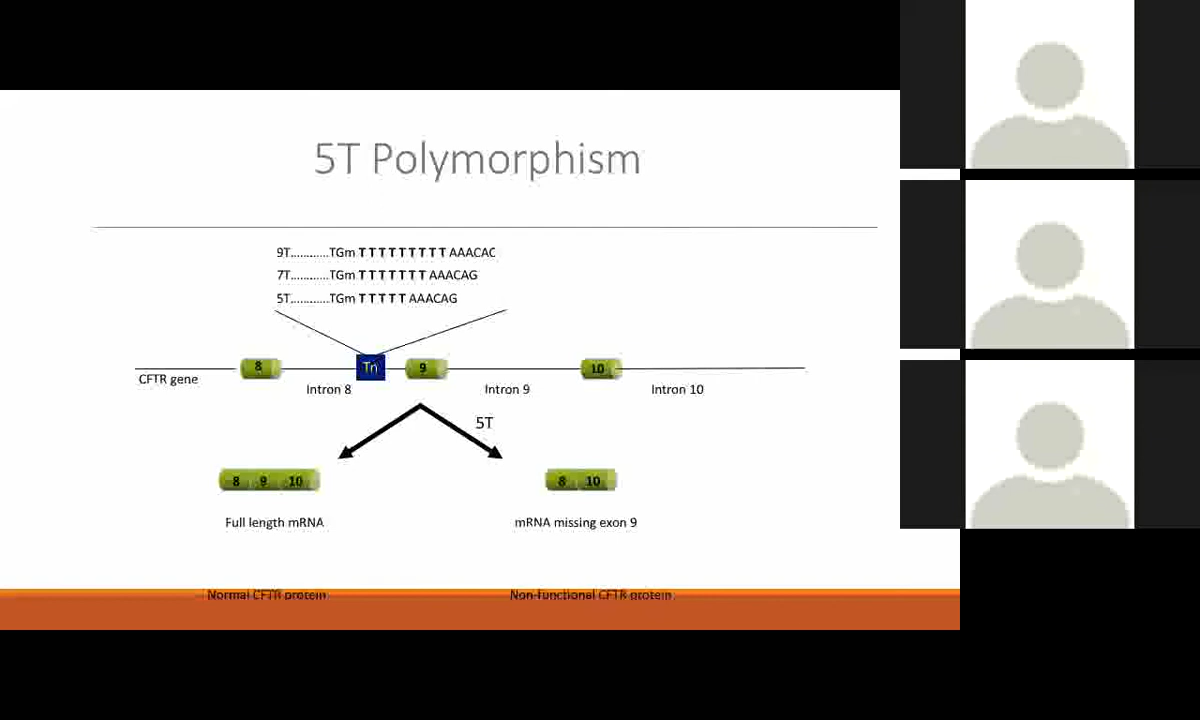 5T Polymorphism
9T...........TGm T T T T T T T T T AAACAC
7T...........TGm T T T T T T T AAACAG
5T...........TGm T T T T T AAACAG
8 Tn 9 10
CFTR gene
Intron 8 Intron 9 Intron 10
5T
8 9 10 8 10
Full length mRNA mRNA missing exon 9
Normal CFTR protein Non-functional CFTR protein